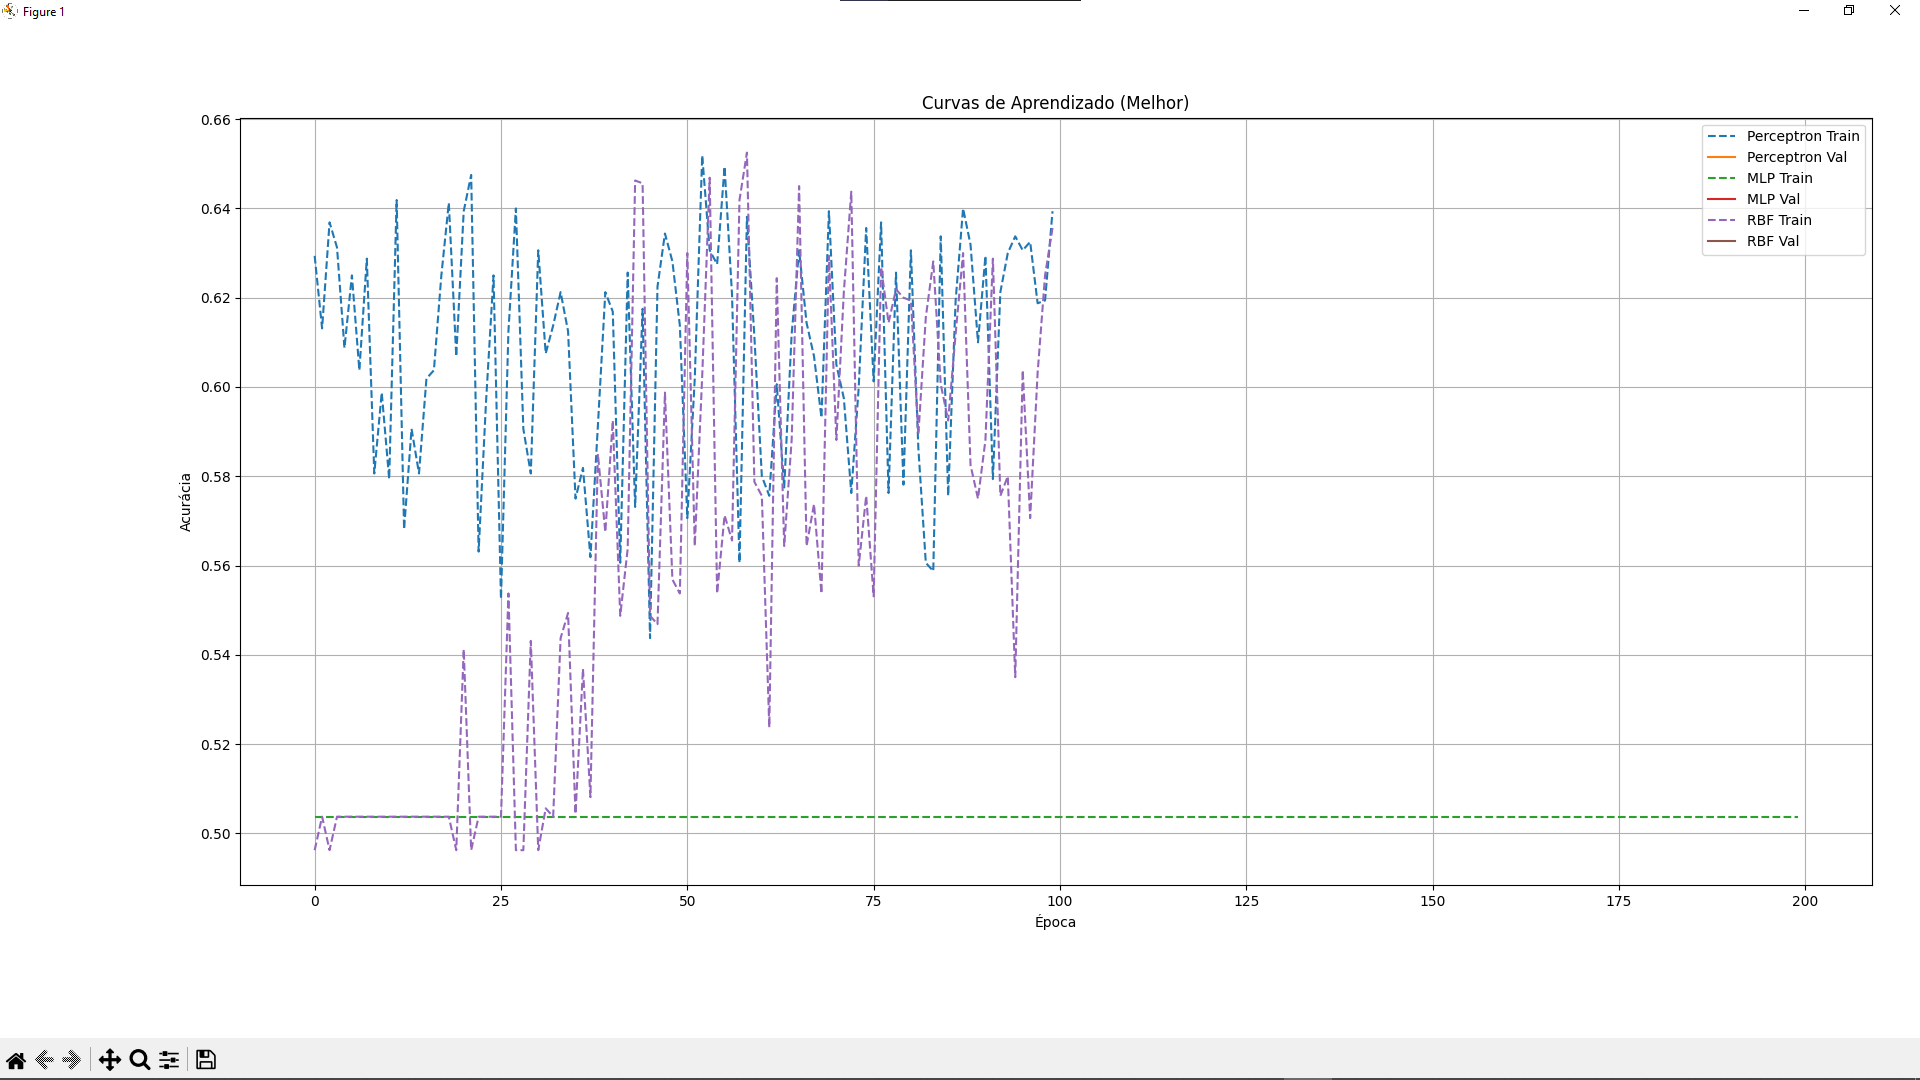 Figure 1
Curvas de Aprendizado (Melhor)
0.66
0.64
0.62
0.60
0.58
0.56
0.54
0.52
0.50
Acurácia
Perceptron Train
Perceptron Val
MLP Train
MLP Val
RBF Train
RBF Val
0 25 50 75 100 125 150 175 200
Época